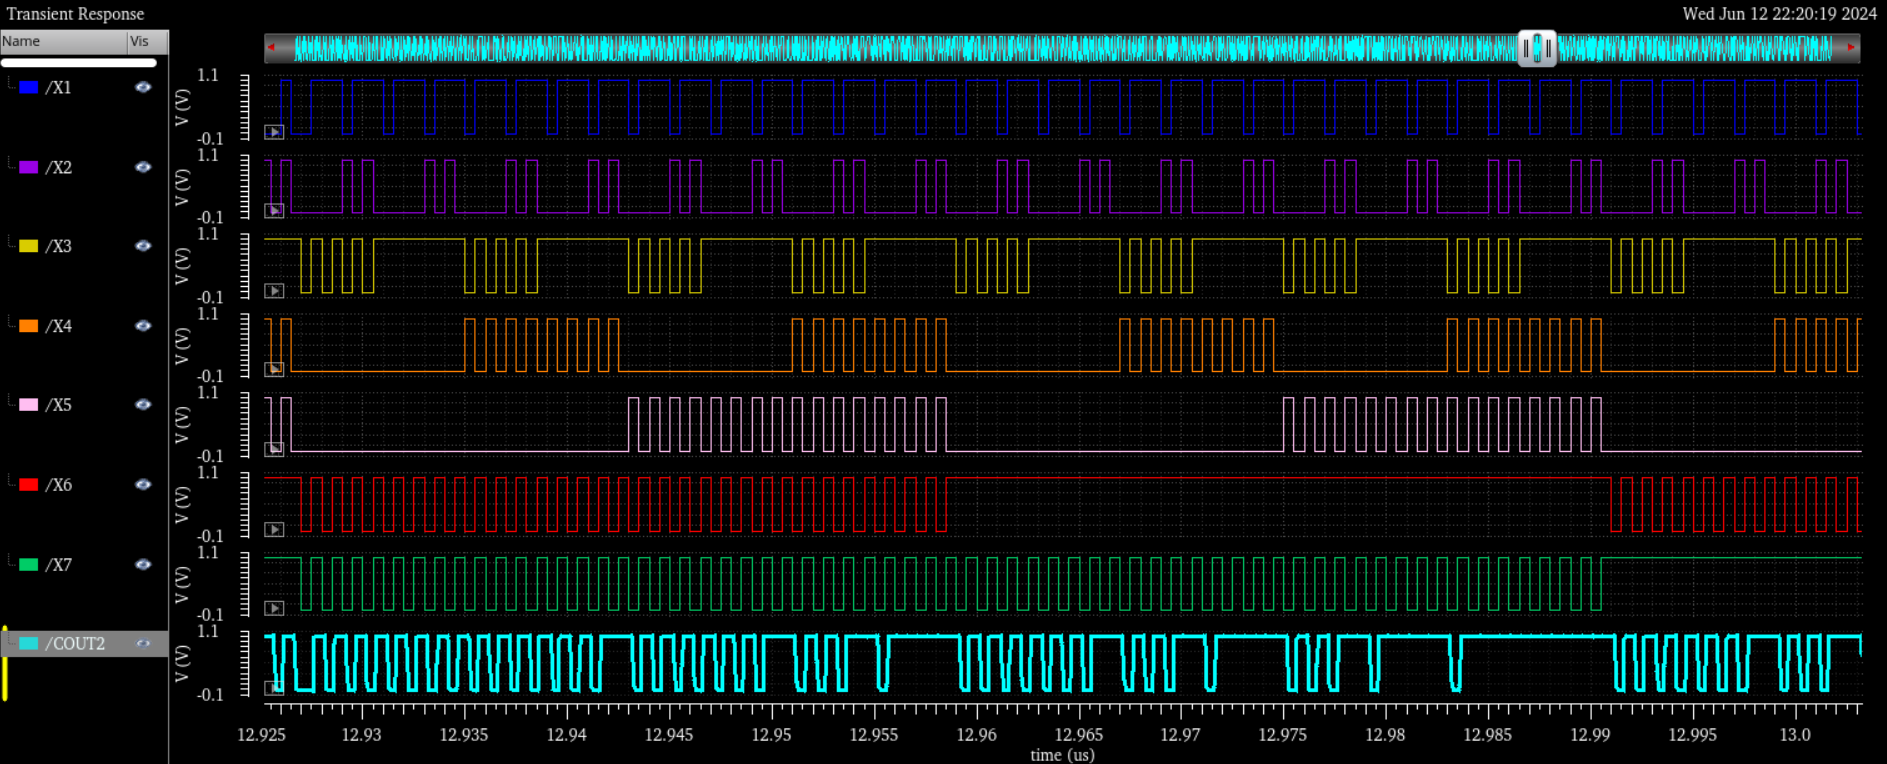 Transient Response
Wed Jun 12 22:20:19 2024
Name Vis
/X1
1.1
V (V)
-0.1
/X2
1.1
V (V)
-0.1
/X3
1.1
V (V)
-0.1
/X4
1.1
V (V)
-0.1
/X5
1.1
V (V)
-0.1
/X6
1.1
V (V)
-0.1
/X7
1.1
V (V)
-0.1
/COUT2
1.1
V (V)
-0.1
12.925 12.93 12.935 12.94 12.945 12.95 12.955 12.96 12.965 12.97 12.975 12.98 12.985 12.99 12.995 13.0
time (us)